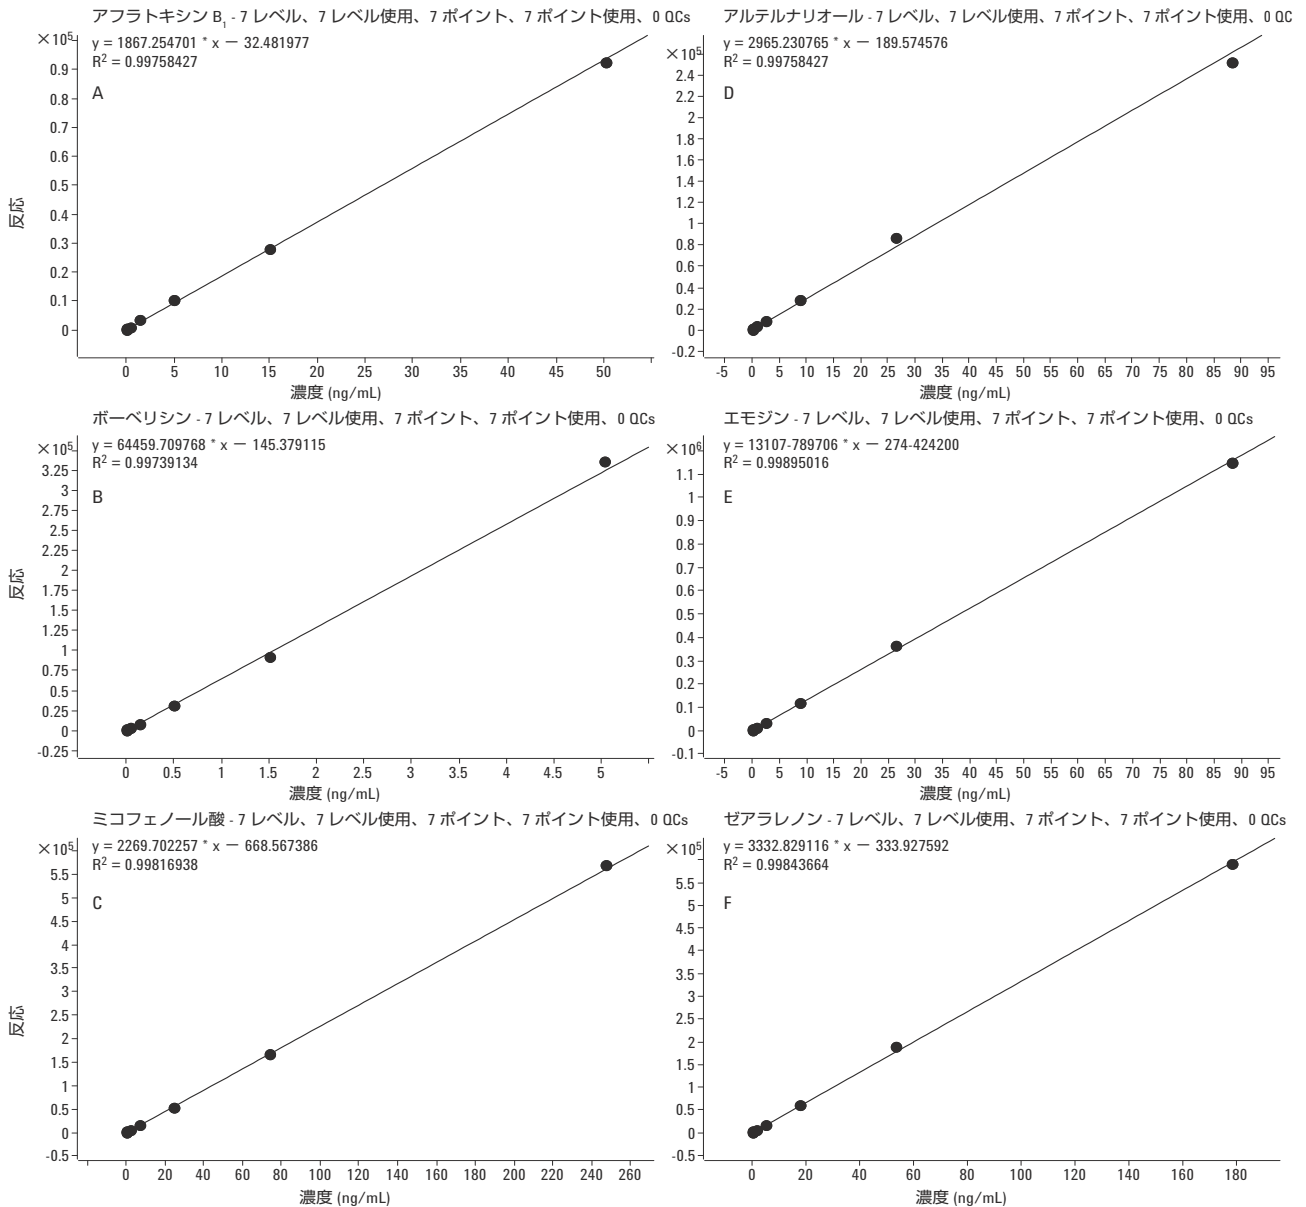 アフラトキシン B₁ - 7 レベル、7 レベル使用、7 ポイント、7 ポイント使用、0 QCs
×10⁵
y = 1867.254701 * x － 32.481977
R² = 0.99758427
A
0.9
0.8
0.7
0.6
0.5
0.4
0.3
0.2
0.1
0
反応
0 5 10 15 20 25 30 35 40 45 50
濃度 (ng/mL)
アルテルナリオール - 7 レベル、7 レベル使用、7 ポイント、7 ポイント使用、0 QC
×10⁵
y = 2965.230765 * x － 189.574576
R² = 0.99758427
D
2.4
2.2
2
1.8
1.6
1.4
1.2
1
0.8
0.6
0.4
0.2
0
-0.2
-5 0 5 10 15 20 25 30 35 40 45 50 55 60 65 70 75 80 85 90 95
濃度 (ng/mL)
ボーベリシン - 7 レベル、7 レベル使用、7 ポイント、7 ポイント使用、0 QCs
×10⁵
y = 64459.709768 * x － 145.379115
R² = 0.99739134
B
3.25
3
2.75
2.5
2.25
2
1.75
1.5
1.25
1
0.75
0.5
0.25
0
-0.25
反応
0 0.5 1 1.5 2 2.5 3 3.5 4 4.5 5
濃度 (ng/mL)
エモジン - 7 レベル、7 レベル使用、7 ポイント、7 ポイント使用、0 QCs
×10⁶
y = 13107-789706 * x － 274-424200
R² = 0.99895016
E
1.1
1
0.9
0.8
0.7
0.6
0.5
0.4
0.3
0.2
0.1
0
-0.1
-5 0 5 10 15 20 25 30 35 40 45 50 55 60 65 70 75 80 85 90 95
濃度 (ng/mL)
ミコフェノール酸 - 7 レベル、7 レベル使用、7 ポイント、7 ポイント使用、0 QCs
×10⁵
y = 2269.702257 * x － 668.567386
R² = 0.99816938
C
5.5
5
4.5
4
3.5
3
2.5
2
1.5
1
0.5
0
-0.5
反応
0 20 40 60 80 100 120 140 160 180 200 220 240 260
濃度 (ng/mL)
ゼアラレノン - 7 レベル、7 レベル使用、7 ポイント、7 ポイント使用、0 QCs
×10⁵
y = 3332.829116 * x － 333.927592
R² = 0.99843664
F
5.5
5
4.5
4
3.5
3
2.5
2
1.5
1
0.5
0
-0.5
0 20 40 60 80 100 120 140 160 180
濃度 (ng/mL)